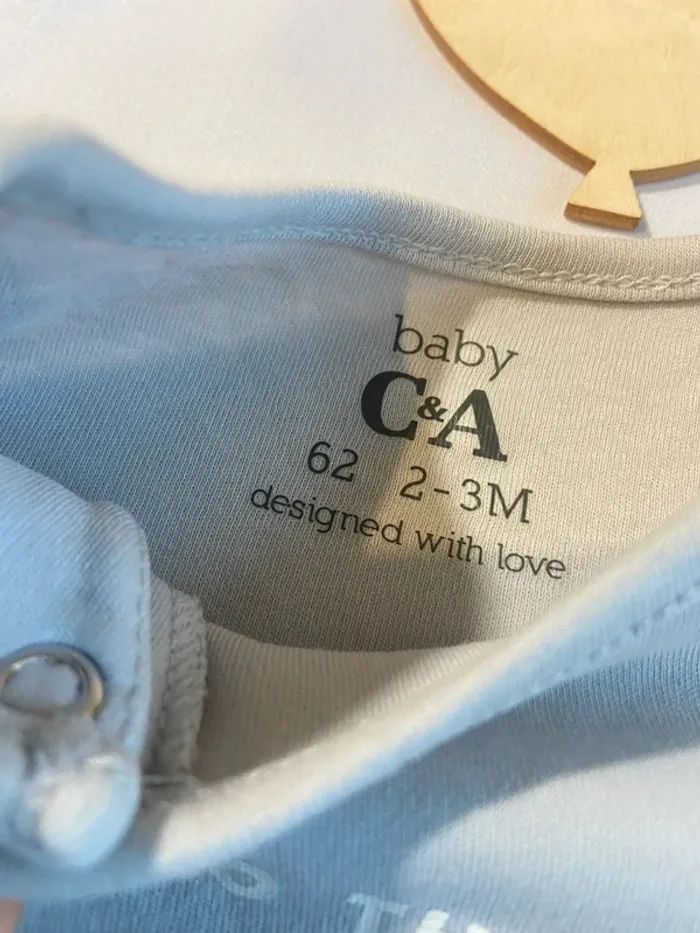 baby
C&A
62 2-3M
designed with love